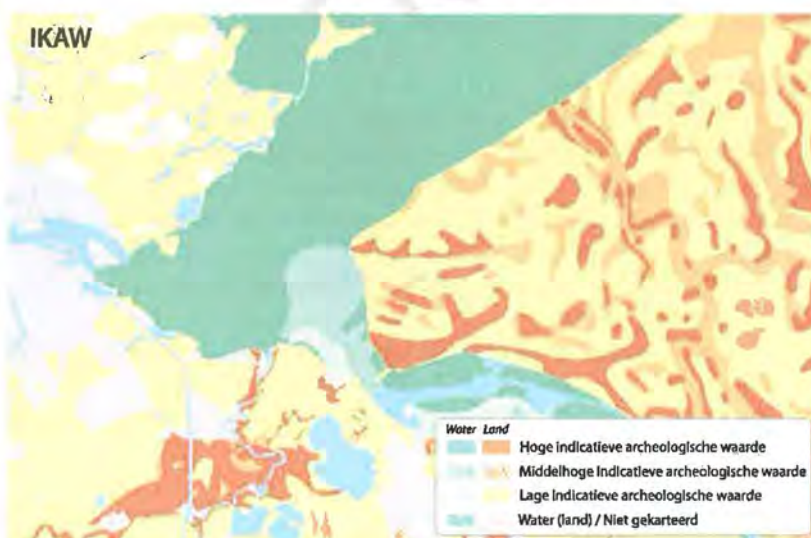 IKAW
Water Land
Hoge indicatieve archeologische waarde
Middelhoge indicatieve archeologische waarde
Lage indicatieve archeologische waarde
Water (land) / Niet gekarteerd